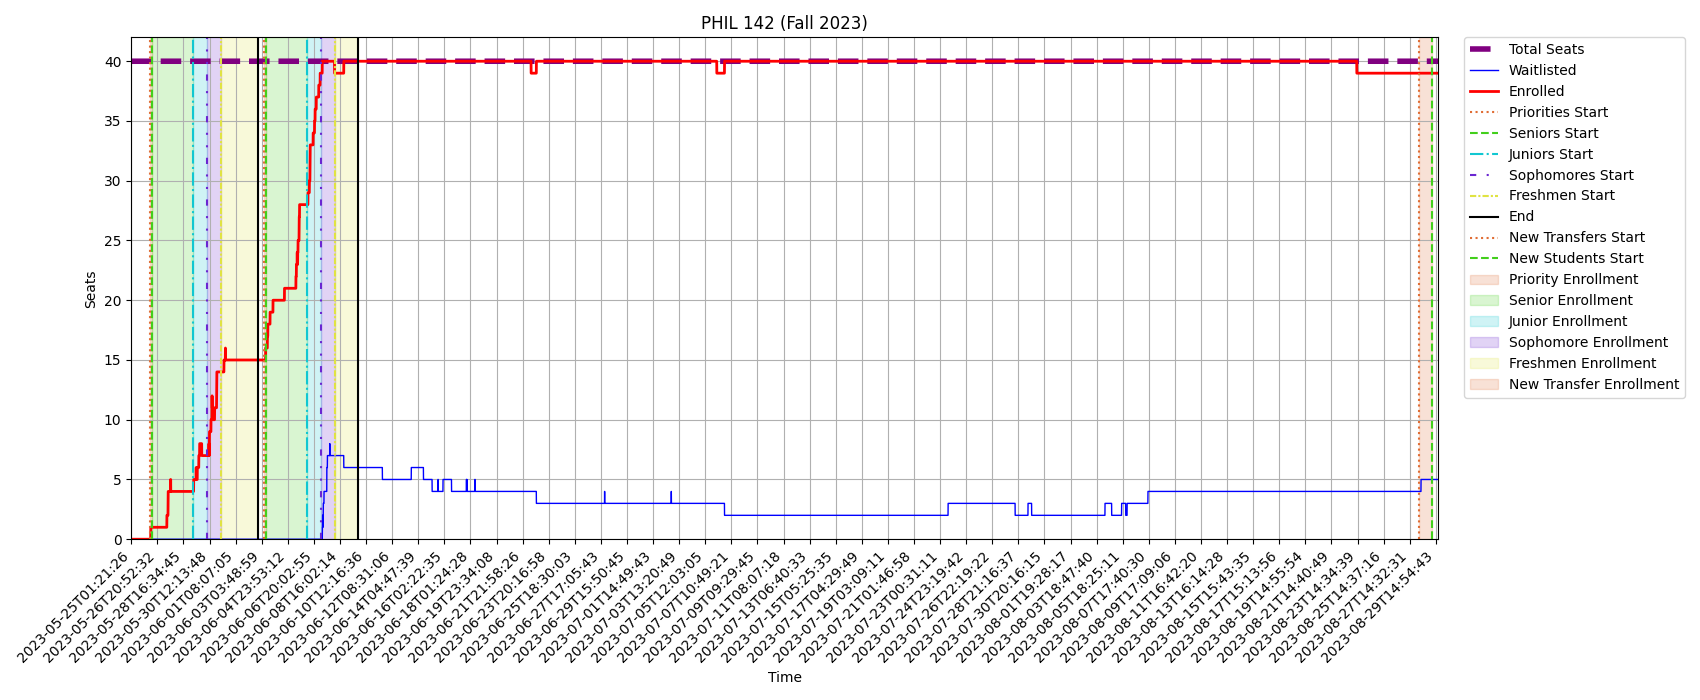 PHIL 142 (Fall 2023)
Seats
40
35
30
25
20
15
10
5
0
2023-05-25T01:21:26
2023-05-26T20:52:32
2023-05-28T16:34:45
2023-05-30T12:13:48
2023-06-01T08:07:05
2023-06-03T03:48:59
2023-06-04T23:53:12
2023-06-06T20:02:55
2023-06-08T16:02:14
2023-06-10T12:16:36
2023-06-12T08:31:06
2023-06-14T04:47:39
2023-06-16T01:22:35
2023-06-18T01:24:28
2023-06-19T23:34:08
2023-06-21T21:58:26
2023-06-23T20:16:58
2023-06-25T18:30:03
2023-06-27T17:05:43
2023-06-29T15:50:45
2023-07-01T14:49:43
2023-07-03T13:20:49
2023-07-05T12:03:05
2023-07-07T10:49:21
2023-07-09T09:29:45
2023-07-11T08:07:18
2023-07-13T06:40:33
2023-07-15T05:25:35
2023-07-17T04:29:49
2023-07-19T03:09:11
2023-07-21T01:46:58
2023-07-23T00:31:11
2023-07-24T23:19:42
2023-07-26T22:19:22
2023-07-28T21:16:37
2023-07-30T20:16:15
2023-08-01T19:28:17
2023-08-03T18:47:40
2023-08-05T18:25:11
2023-08-07T17:40:30
2023-08-09T17:09:06
2023-08-11T16:42:20
2023-08-13T16:14:28
2023-08-15T15:43:35
2023-08-17T15:13:56
2023-08-19T14:55:54
2023-08-21T14:40:49
2023-08-23T14:34:39
2023-08-25T14:37:16
2023-08-27T14:32:31
2023-08-29T14:54:43
Time
Total Seats
Waitlisted
Enrolled
Priorities Start
Seniors Start
Juniors Start
Sophomores Start
Freshmen Start
End
New Transfers Start
New Students Start
Priority Enrollment
Senior Enrollment
Junior Enrollment
Sophomore Enrollment
Freshmen Enrollment
New Transfer Enrollment